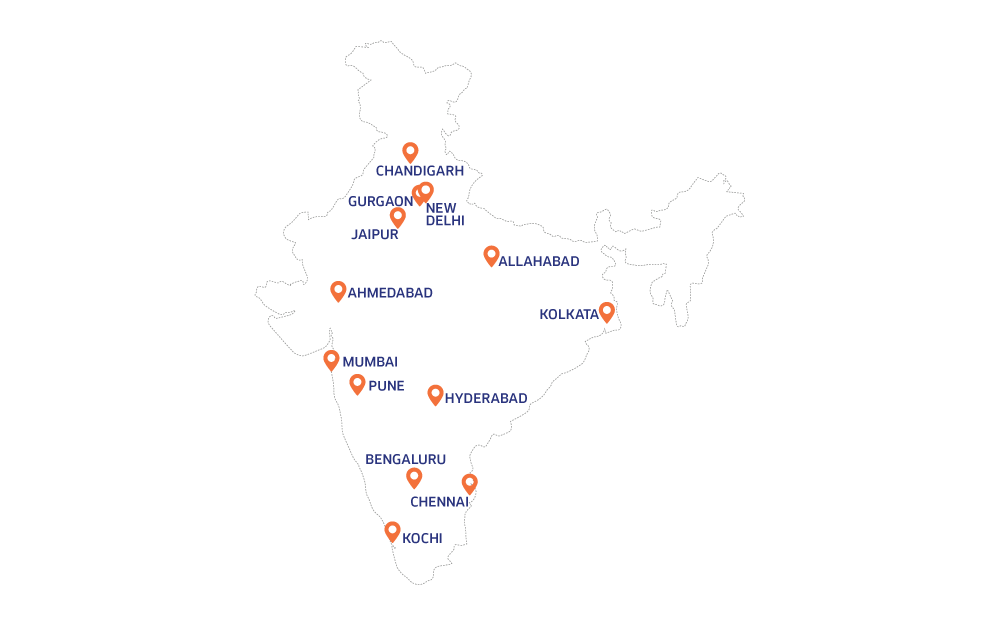 CHANDIGARH
GURGAON
NEW
DELHI
JAIPUR
ALLAHABAD
AHMEDABAD
KOLKATA
MUMBAI
PUNE
HYDERABAD
BENGALURU
CHENNAI
KOCHI